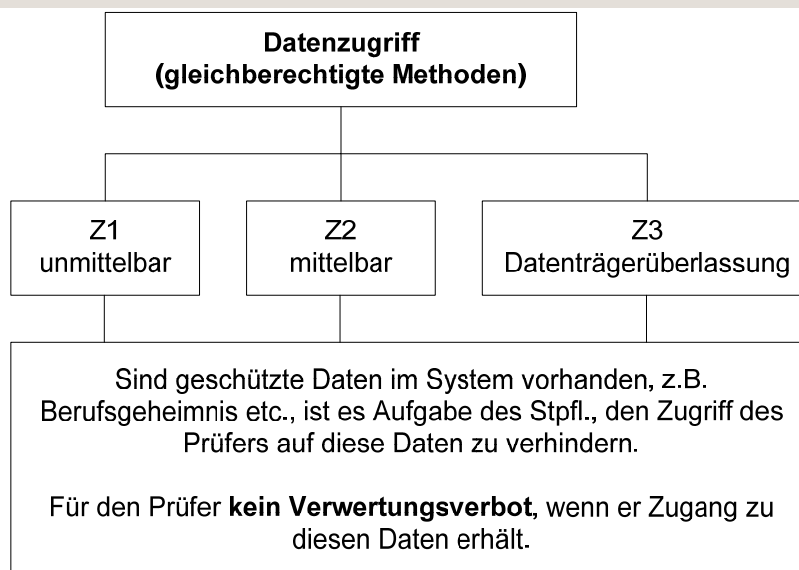 Datenzugriff
(gleichberechtigte Methoden)
Z1
unmittelbar
Z2
mittelbar
Z3
Datenträgerüberlassung
Sind geschützte Daten im System vorhanden, z.B.
Berufsgeheimnis etc., ist es Aufgabe des Stpfl., den Zugriff des
Prüfers auf diese Daten zu verhindern.
Für den Prüfer kein Verwertungsverbot, wenn er Zugang zu
diesen Daten erhält.